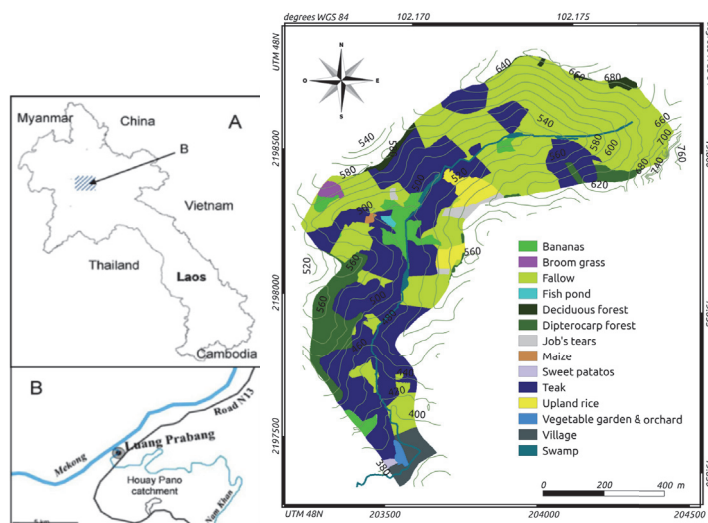 A
Myanmar
China
B
Vietnam
Thailand
Laos
Cambodia
B
Road N13
Luang Prabang
Mekong
Houay Pano
catchment
Nam Khan
degrees WGS 84
102.170
102.175
UTM 48N
N
O
E
S
2198500
2198000
2197500
640
680
660
540
540
580
600
660
700
760
740
680
620
580
520
560
560
560
400
380
Bananas
Broom grass
Fallow
Fish pond
Deciduous forest
Dipterocarp forest
Job's tears
Maize
Sweet patatos
Teak
Upland rice
Vegetable garden & orchard
Village
Swamp
0
200
400 m
UTM 48N
203500
204000
204500